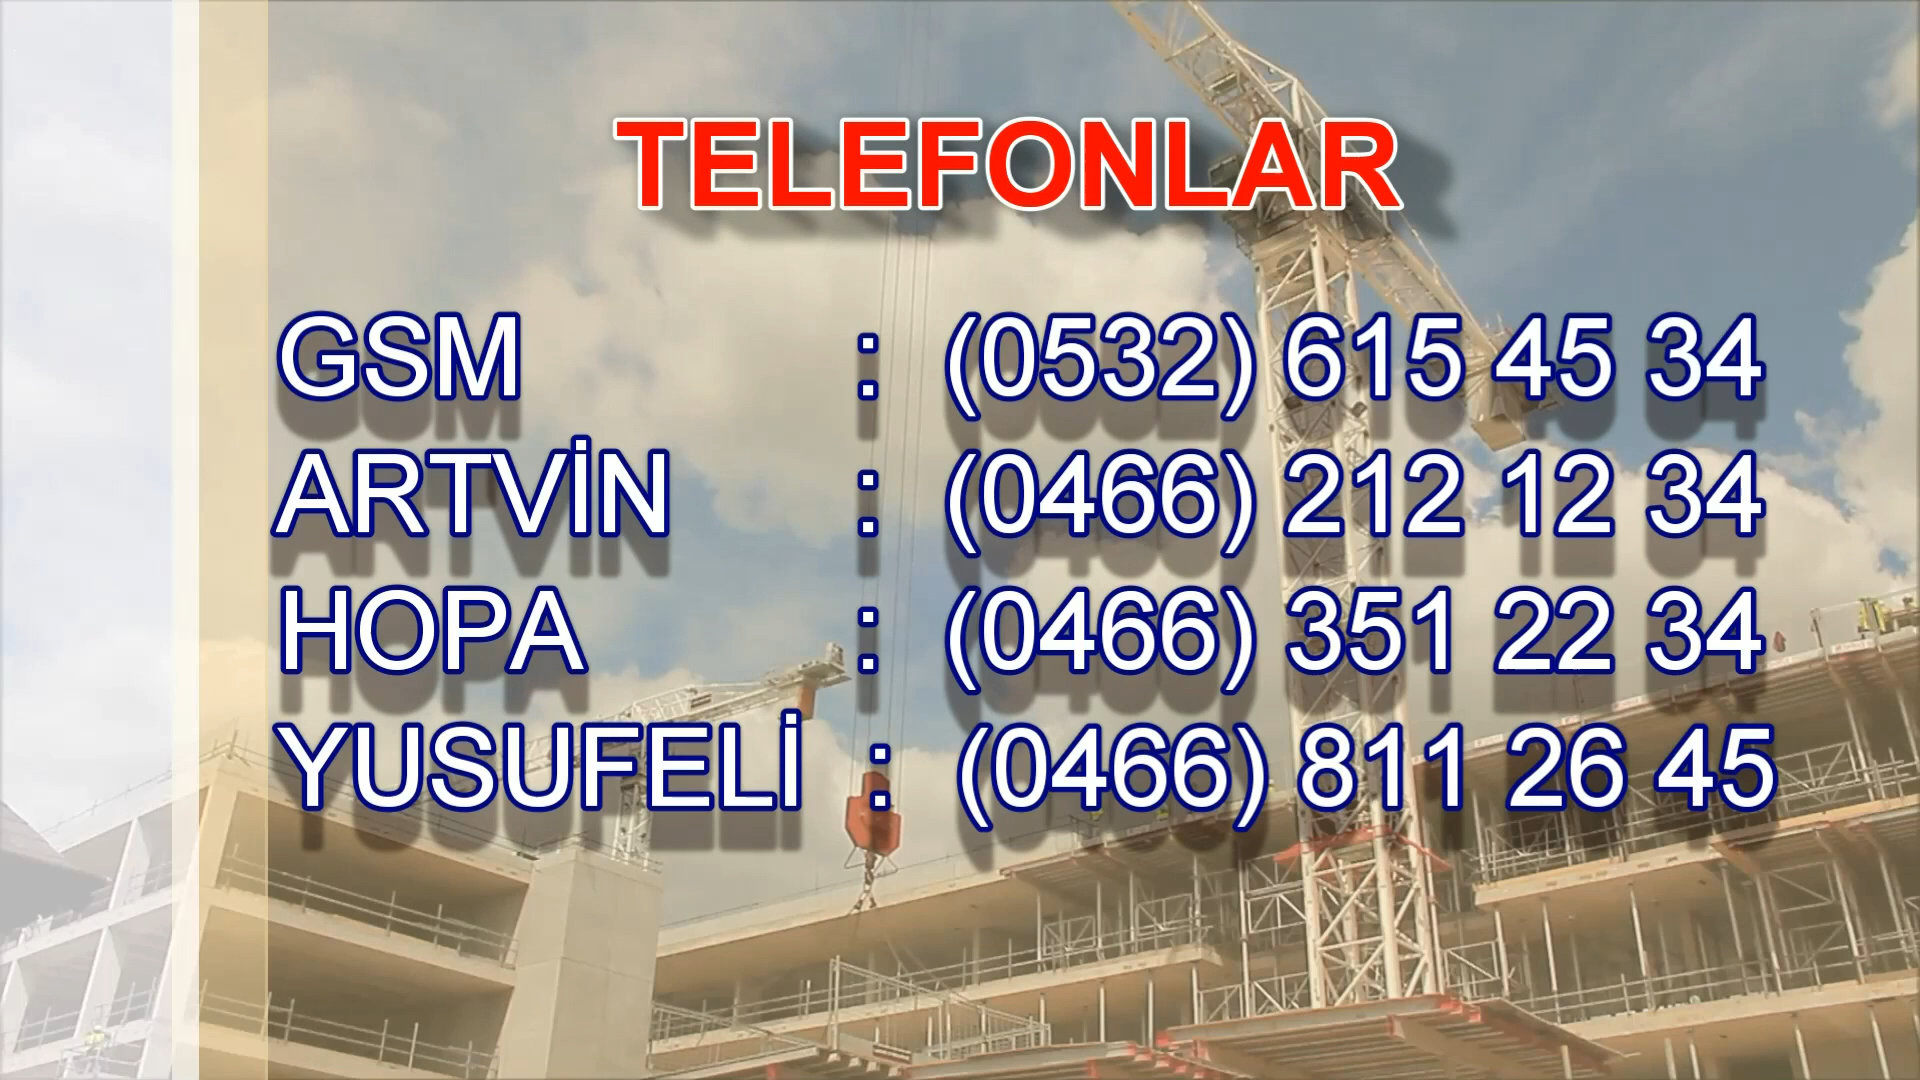 TELEFONLAR
GSM : (0532) 615 45 34
ARTVİN : (0466) 212 12 34
HOPA : (0466) 351 22 34
YUSUFELİ : (0466) 811 26 45